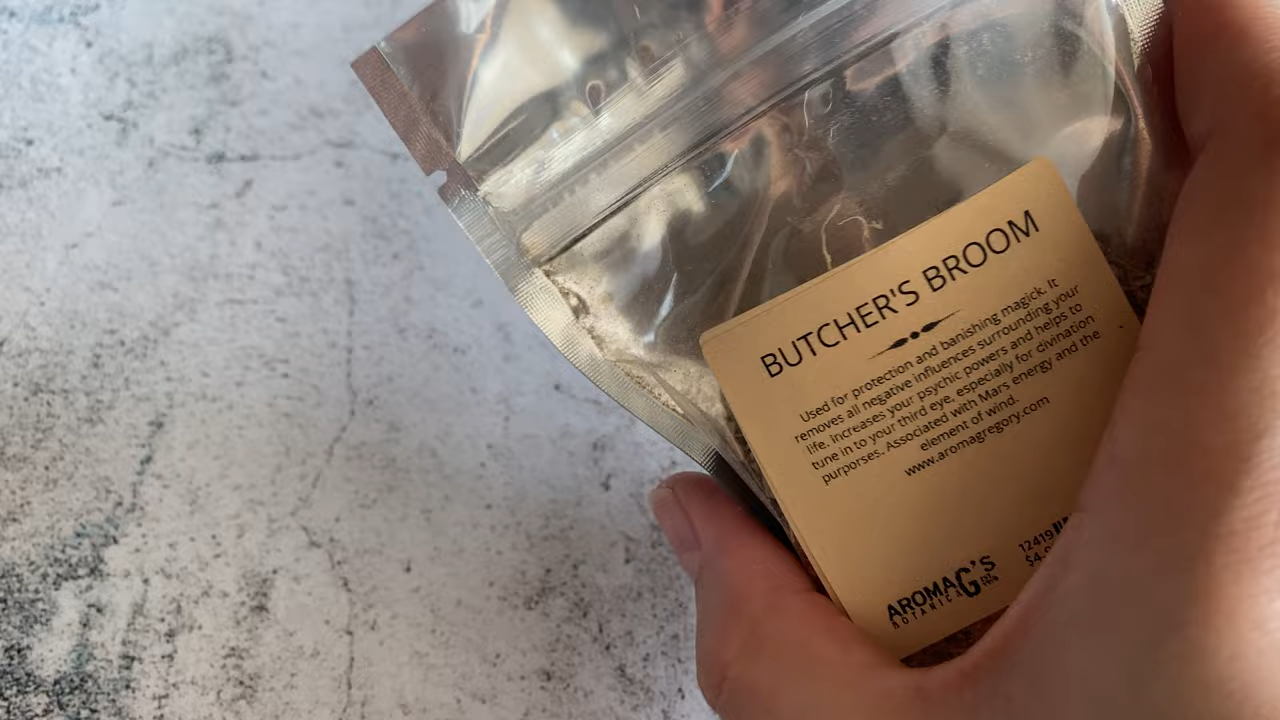 BUTCHER'S BROOM
Used for protection and banishing magick. It
removes all negative influences surrounding your
life. Increases your psychic powers and helps to
tune in to your third eye, especially for divination
purporses. Associated with Mars energy and the
element of wind.
www.aromagregory.com
12419
AROMAG'S
BOTANICA